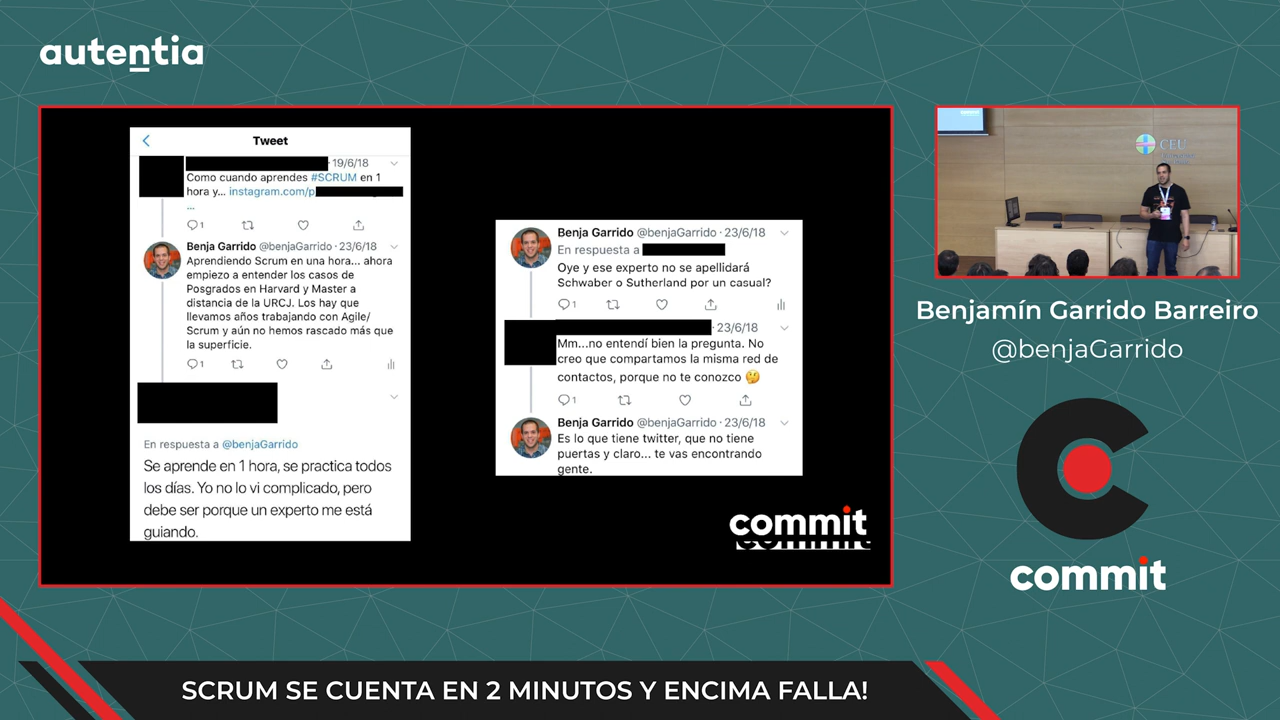 autentia
Tweet
19/6/18
Como cuando aprendes #SCRUM en 1
hora y... instagram.com/p
...
1
Benja Garrido @benjaGarrido · 23/6/18
Aprendiendo Scrum en una hora... ahora
empiezo a entender los casos de
Posgrados en Harvard y Master a
distancia de la URCJ. Los hay que
llevamos años trabajando con Agile/
Scrum y aún no hemos rascado más que
la superficie.
1
En respuesta a @benjaGarrido
Se aprende en 1 hora, se practica todos
los días. Yo no lo vi complicado, pero
debe ser porque un experto me está
guiando.
Benja Garrido @benjaGarrido · 23/6/18
En respuesta a
Oye y ese experto no se apellidará
Schwaber o Sutherland por un casual?
1
· 23/6/18
Mm...no entendí bien la pregunta. No
creo que compartamos la misma red de
contactos, porque no te conozco 🤔
1
Benja Garrido @benjaGarrido · 23/6/18
Es lo que tiene twitter, que no tiene
puertas y claro... te vas encontrando
gente.
commit
commit
CEU
Benjamín Garrido Barreiro
@benjaGarrido
commit
SCRUM SE CUENTA EN 2 MINUTOS Y ENCIMA FALLA!